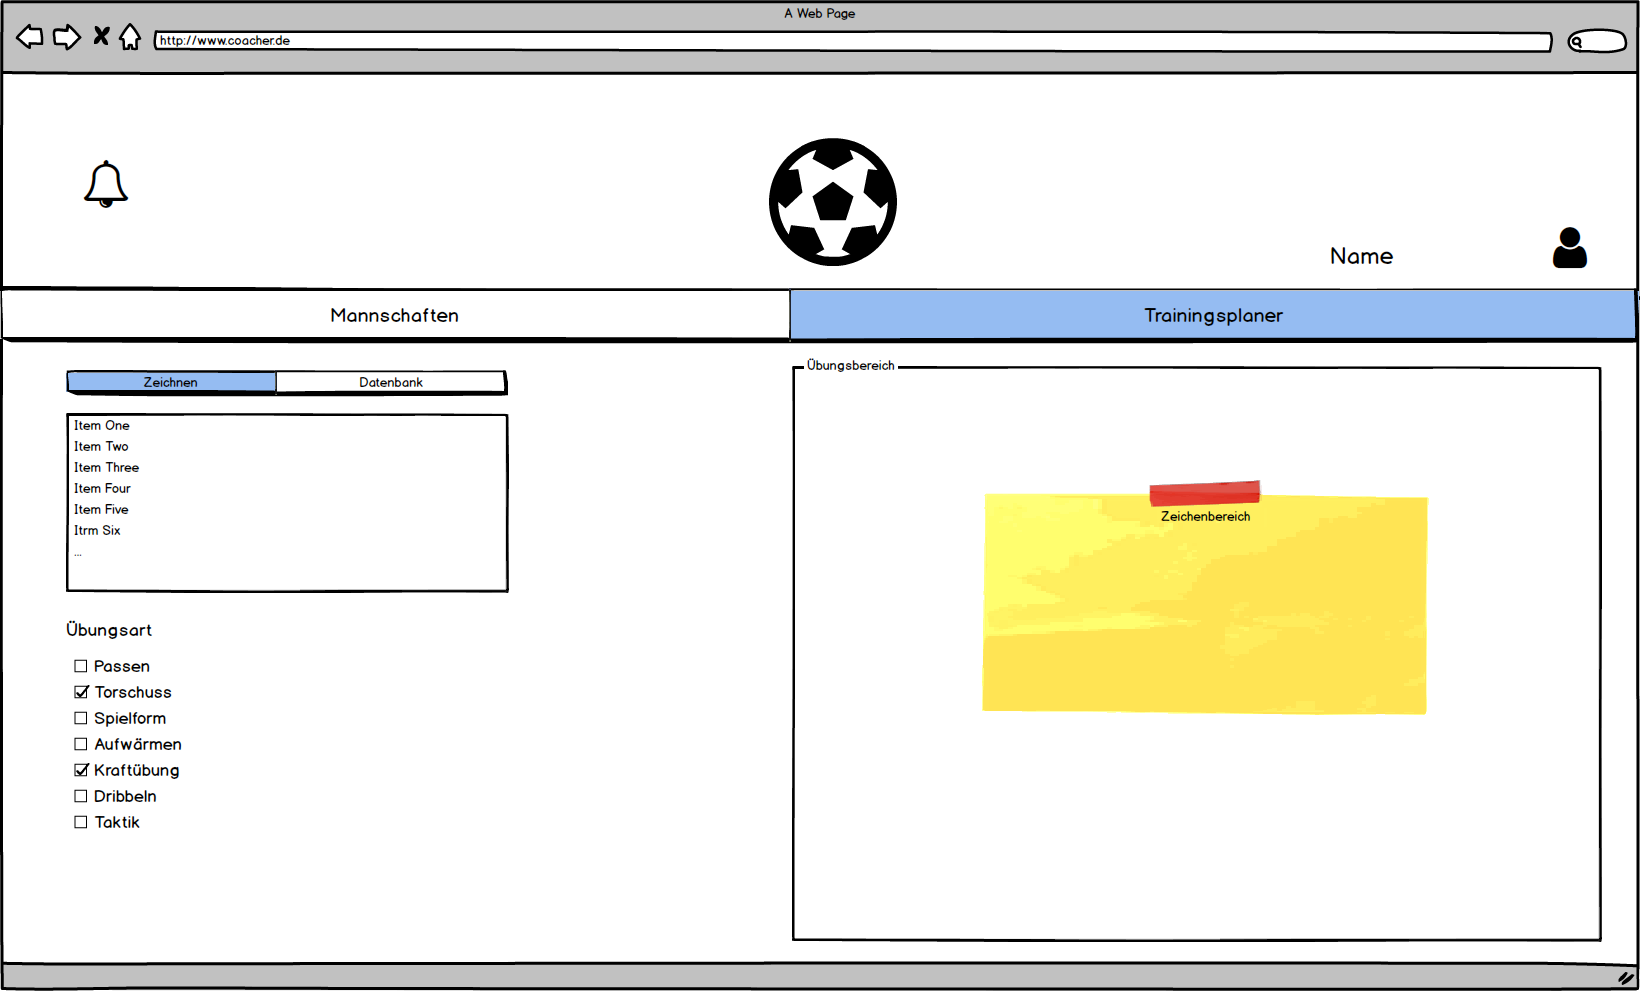 A Web Page
http://www.coacher.de
Name
Mannschaften
Trainingsplaner
Zeichnen
Datenbank
Item One
Item Two
Item Three
Item Four
Item Five
Itrm Six
...
Übungsart
Passen
Torschuss
Spielform
Aufwärmen
Kraftübung
Dribbeln
Taktik
Übungsbereich
Zeichenbereich